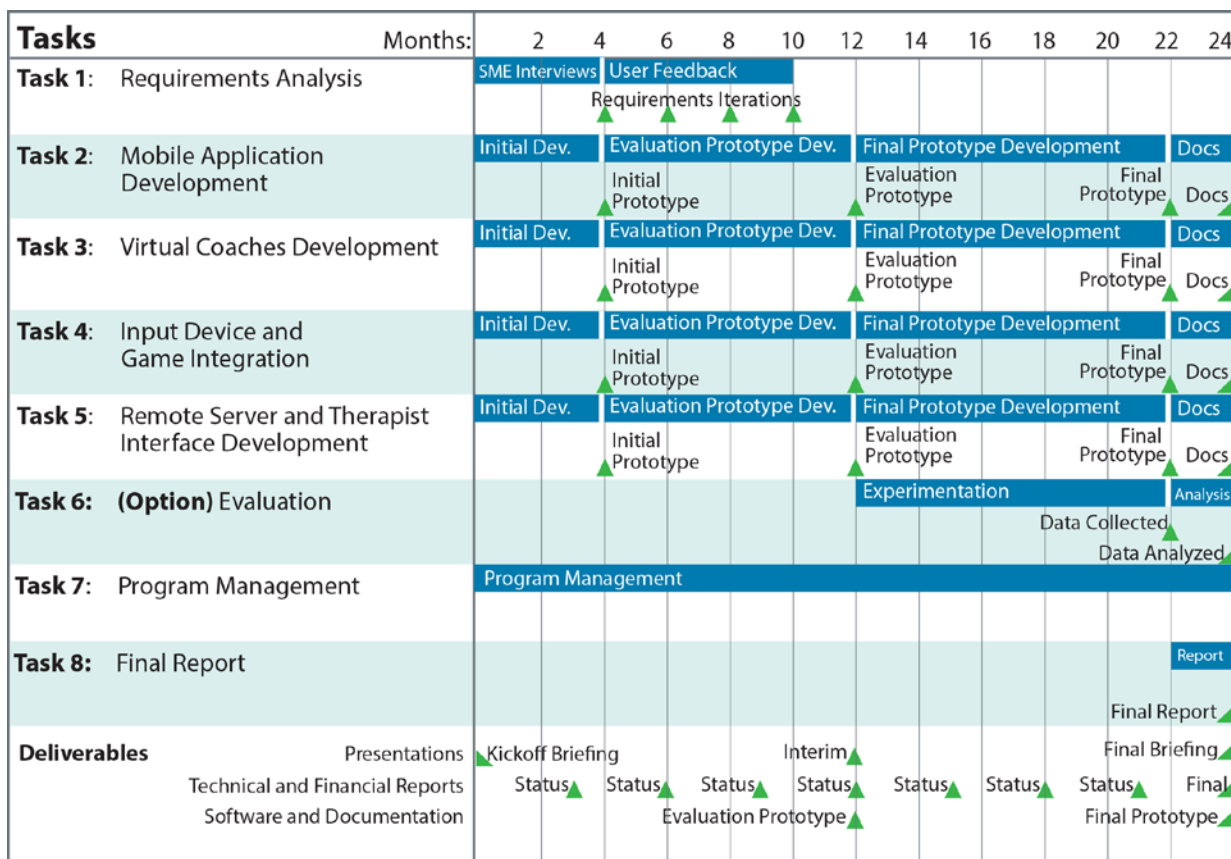 Tasks Months: 2 4 6 8 10 12 14 16 18 20 22 24
Task 1: Requirements Analysis SME Interviews User Feedback
Requirements Iterations
Task 2: Mobile Application Development Initial Dev. Evaluation Prototype Dev. Final Prototype Development Docs
Initial Prototype Evaluation Prototype Final Prototype Docs
Task 3: Virtual Coaches Development Initial Dev. Evaluation Prototype Dev. Final Prototype Development Docs
Initial Prototype Evaluation Prototype Final Prototype Docs
Task 4: Input Device and Game Integration Initial Dev. Evaluation Prototype Dev. Final Prototype Development Docs
Initial Prototype Evaluation Prototype Final Prototype Docs
Task 5: Remote Server and Therapist Interface Development Initial Dev. Evaluation Prototype Dev. Final Prototype Development Docs
Initial Prototype Evaluation Prototype Final Prototype Docs
Task 6: (Option) Evaluation Experimentation Analysis
Data Collected
Data Analyzed
Task 7: Program Management Program Management
Task 8: Final Report Report
Final Report
Deliverables Presentations Kickoff Briefing Interim Final Briefing
Technical and Financial Reports Status Status Status Status Status Status Status Final
Software and Documentation Evaluation Prototype Final Prototype